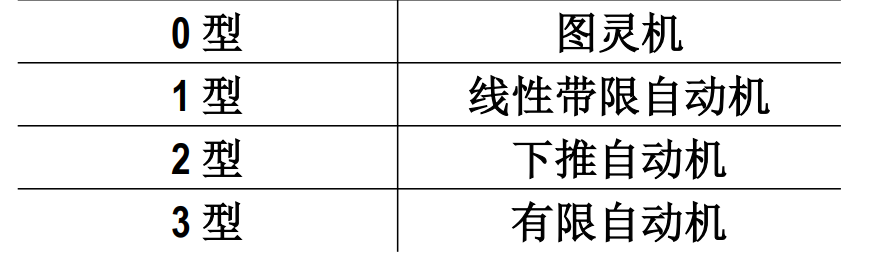 0 型 图灵机
1 型 线性带限自动机
2 型 下推自动机
3 型 有限自动机